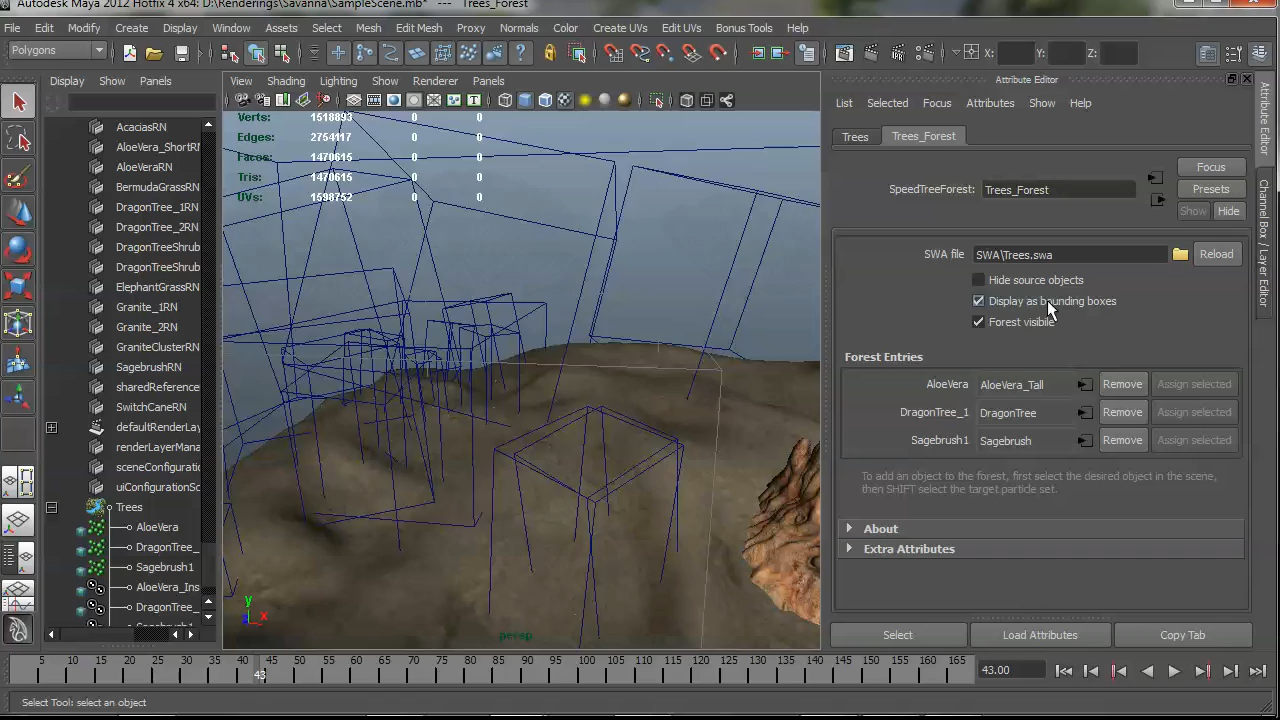 Autodesk Maya 2012 Hotfix 4 x64: D:\Renderings\Savanna\SampleScene.mb* --- Trees_Forest
File Edit Modify Create Display Window Assets Select Mesh Edit Mesh Proxy Normals Color Create UVs Edit UVs Bonus Tools Help
Polygons X: Y: Z:
Display Show Panels
View Shading Lighting Show Renderer Panels
Attribute Editor
List Selected Focus Attributes Show Help
Trees Trees_Forest
AcaciasRN
AloeVera_ShortRN
AloeVeraRN
BermudaGrassRN
DragonTree_1RN
DragonTree_2RN
DragonTreeShrub
DragonTreeShrub
ElephantGrassRN
Granite_1RN
Granite_2RN
GraniteClusterRN
SagebrushRN
sharedReference
SwitchCaneRN
defaultRenderLay
renderLayerMana
sceneConfiguratio
uiConfigurationSc
Trees
AloeVera
DragonTree_
Sagebrush1
AloeVera_Ins
DragonTree_
Verts: 1518893 0 0
Edges: 2754117 0 0
Faces: 1470615 0 0
Tris: 1470615 0 0
UVs: 1598752 0 0
y
x
z
persp
SpeedTreeForest: Trees_Forest
Focus
Presets
Show Hide
SWA file SWA\Trees.swa Reload
Hide source objects
Display as bounding boxes
Forest visibile
Forest Entries
AloeVera AloeVera_Tall Remove Assign selected
DragonTree_1 DragonTree Remove Assign selected
Sagebrush1 Sagebrush Remove Assign selected
To add an object to the forest, first select the desired object in the scene,
then SHIFT select the target particle set.
About
Extra Attributes
Select Load Attributes Copy Tab
Attribute Editor
Channel Box / Layer Editor
5 10 15 20 25 30 35 40 45 50 55 60 65 70 75 80 85 90 95 100 105 110 115 120 125 130 135 140 145 150 155 160 165
43
43.00
Select Tool: select an object